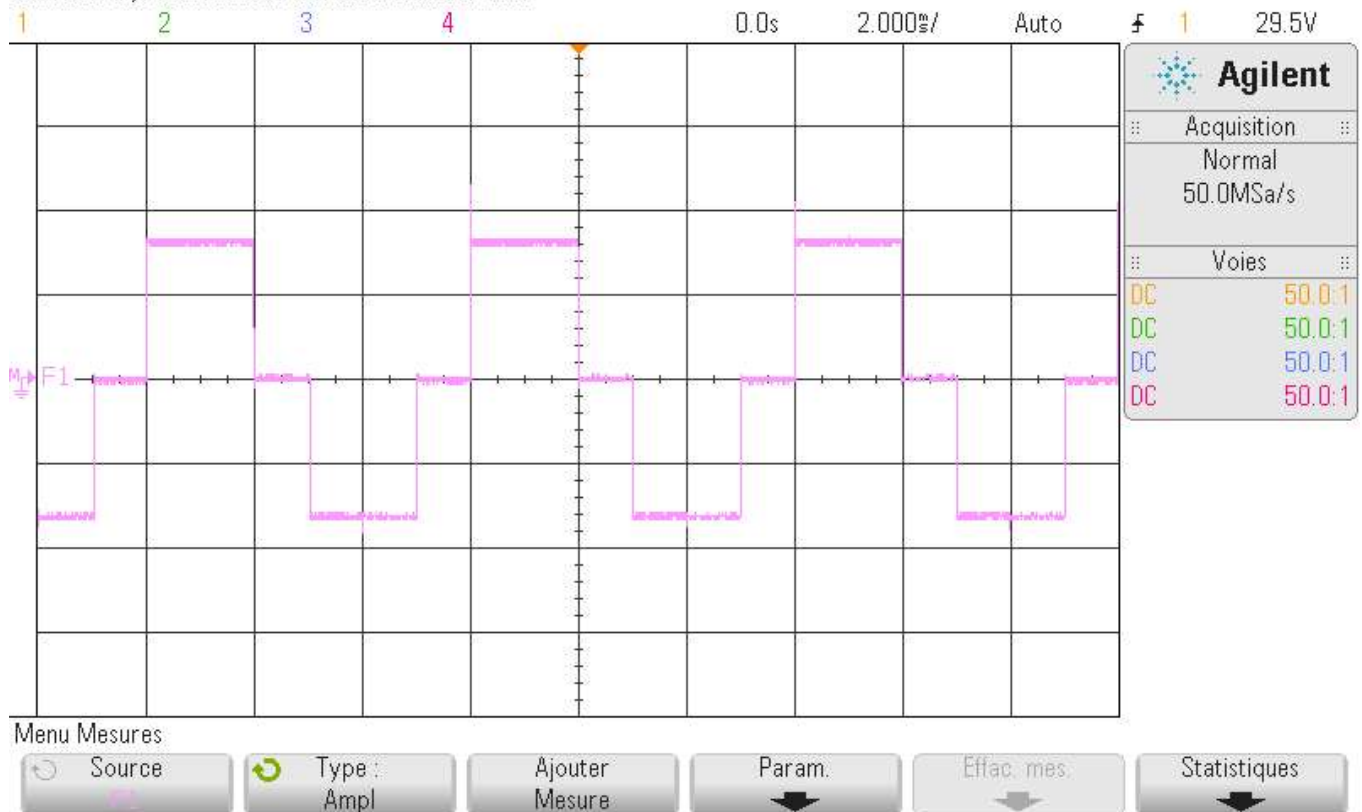 1 2 3 4 0.0s 2.000ms/ Auto 1 29.5V
Agilent
Acquisition
Normal
50.0MSa/s
Voies
DC 50.0:1
DC 50.0:1
DC 50.0:1
DC 50.0:1
F1
Menu Mesures
Source
Type :
Ampl
Ajouter
Mesure
Param.
Effac. mes.
Statistiques